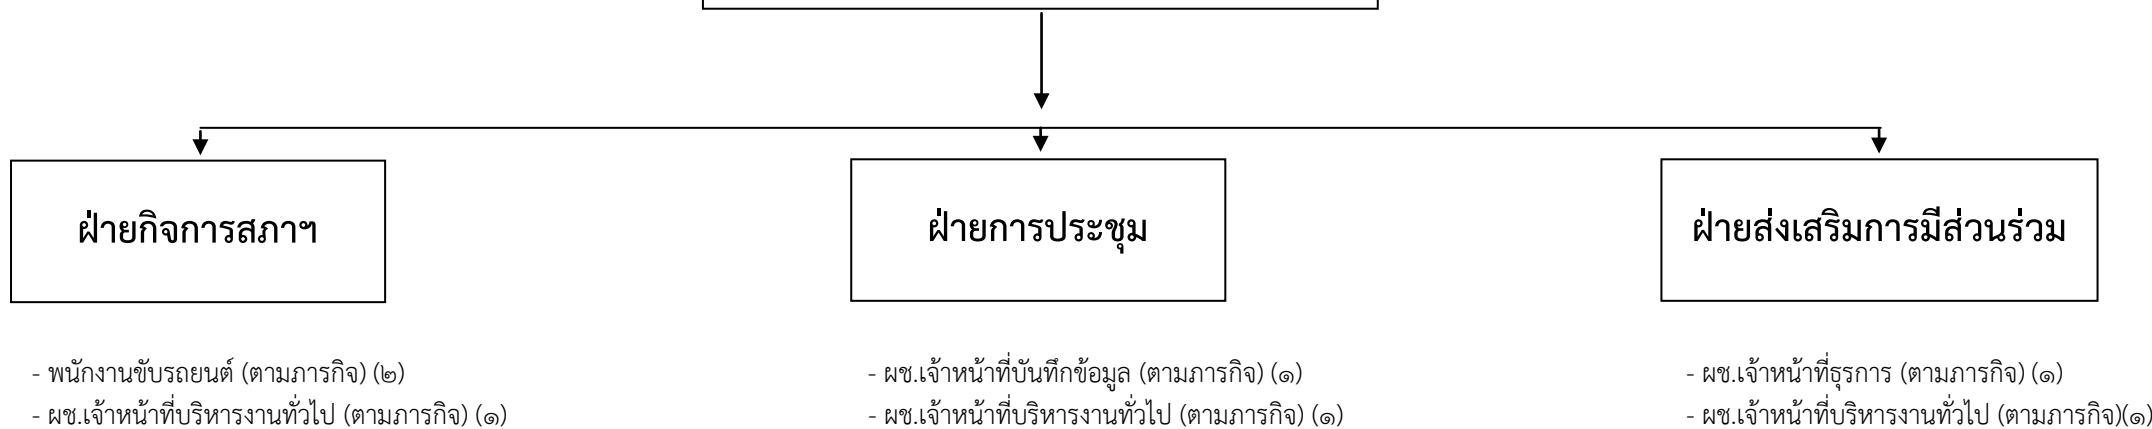 ฝ่ายกิจการสภาฯ
ฝ่ายการประชุม
ฝ่ายส่งเสริมการมีส่วนร่วม
- พนักงานขับรถยนต์ (ตามภารกิจ) (๒)
- ผช.เจ้าหน้าที่บริหารงานทั่วไป (ตามภารกิจ) (๑)
- ผช.เจ้าหน้าที่บันทึกข้อมูล (ตามภารกิจ) (๑)
- ผช.เจ้าหน้าที่บริหารงานทั่วไป (ตามภารกิจ) (๑)
- ผช.เจ้าหน้าที่ธุรการ (ตามภารกิจ) (๑)
- ผช.เจ้าหน้าที่บริหารงานทั่วไป (ตามภารกิจ)(๑)